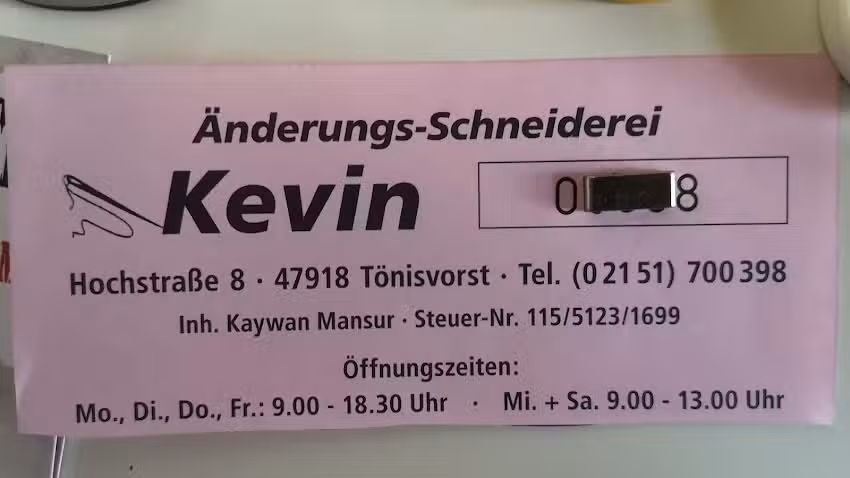 Änderungs-Schneiderei
Kevin
Hochstraße 8 · 47918 Tönisvorst · Tel. (0 21 51) 700 398
Inh. Kaywan Mansur · Steuer-Nr. 115/5123/1699
Öffnungszeiten:
Mo., Di., Do., Fr.: 9.00 - 18.30 Uhr · Mi. + Sa. 9.00 - 13.00 Uhr